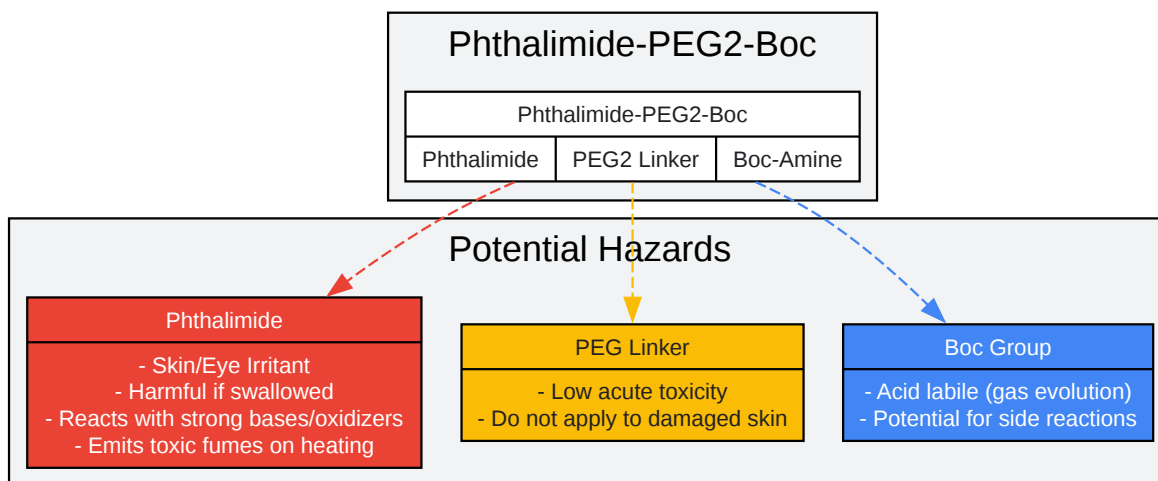 Phthalimide-PEG2-Boc
Phthalimide-PEG2-Boc
Phthalimide
PEG2 Linker
Boc-Amine
Potential Hazards
Phthalimide
- Skin/Eye Irritant
- Harmful if swallowed
- Reacts with strong bases/oxidizers
- Emits toxic fumes on heating
PEG Linker
- Low acute toxicity
- Do not apply to damaged skin
Boc Group
- Acid labile (gas evolution)
- Potential for side reactions